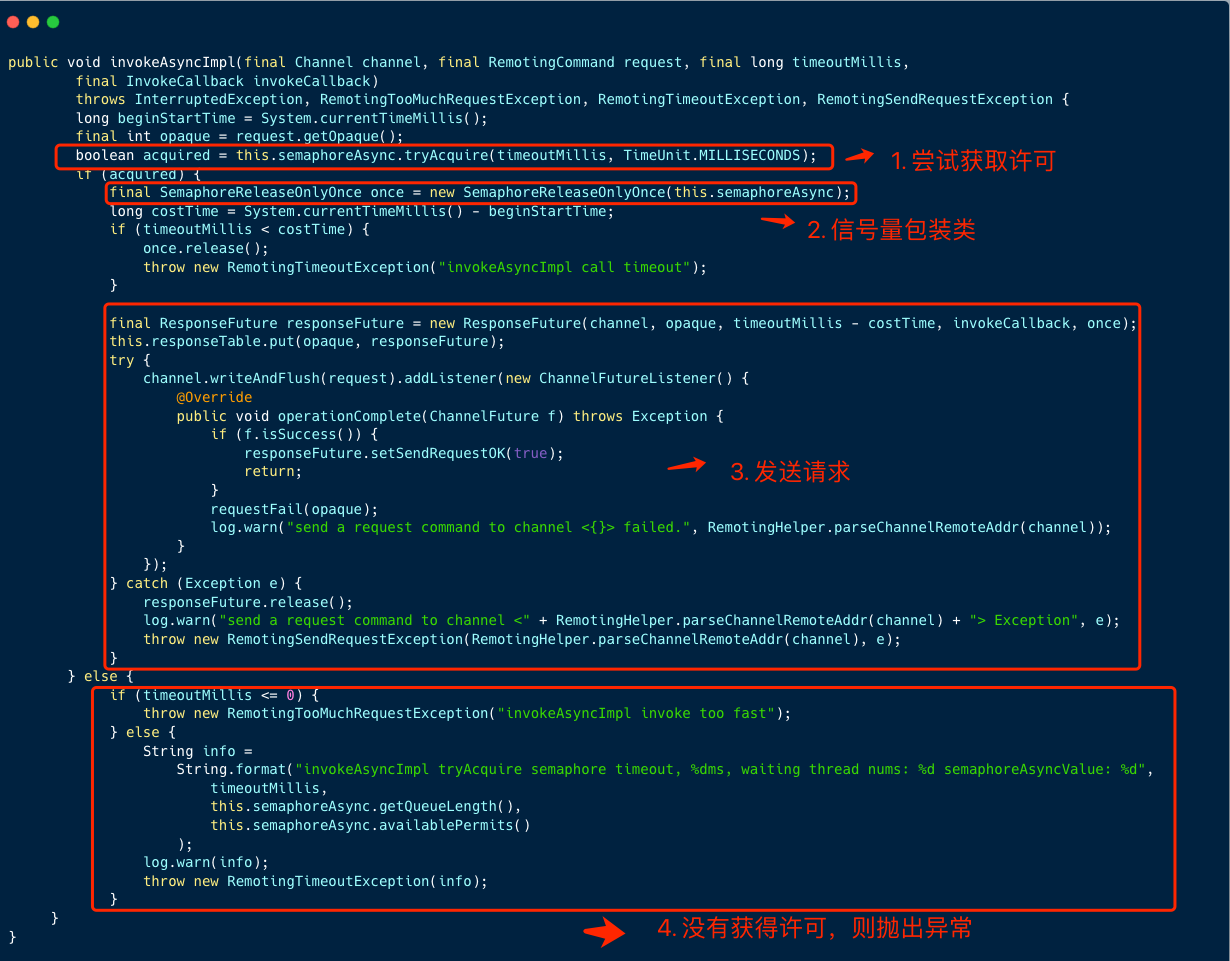 public void invokeAsyncImpl(final Channel channel, final RemotingCommand request, final long timeoutMillis,
        final InvokeCallback invokeCallback)
        throws InterruptedException, RemotingTooMuchRequestException, RemotingTimeoutException, RemotingSendRequestException {
        long beginStartTime = System.currentTimeMillis();
        final int opaque = request.getOpaque();
        boolean acquired = this.semaphoreAsync.tryAcquire(timeoutMillis, TimeUnit.MILLISECONDS);
1. 尝试获取许可
        if (acquired) {
            final SemaphoreReleaseOnlyOnce once = new SemaphoreReleaseOnlyOnce(this.semaphoreAsync);
            long costTime = System.currentTimeMillis() - beginStartTime;
2. 信号量包装类
            if (timeoutMillis < costTime) {
                once.release();
                throw new RemotingTimeoutException("invokeAsyncImpl call timeout");
            }
            final ResponseFuture responseFuture = new ResponseFuture(channel, opaque, timeoutMillis - costTime, invokeCallback, once);
            this.responseTable.put(opaque, responseFuture);
            try {
                channel.writeAndFlush(request).addListener(new ChannelFutureListener() {
                    @Override
                    public void operationComplete(ChannelFuture f) throws Exception {
                        if (f.isSuccess()) {
                            responseFuture.setSendRequestOK(true);
                            return;
3. 发送请求
                        }
                        requestFail(opaque);
                        log.warn("send a request command to channel <{}> failed.", RemotingHelper.parseChannelRemoteAddr(channel));
                    }
                });
            } catch (Exception e) {
                responseFuture.release();
                log.warn("send a request command to channel <" + RemotingHelper.parseChannelRemoteAddr(channel) + "> Exception", e);
                throw new RemotingSendRequestException(RemotingHelper.parseChannelRemoteAddr(channel), e);
            }
       } else {
            if (timeoutMillis <= 0) {
                throw new RemotingTooMuchRequestException("invokeAsyncImpl invoke too fast");
            } else {
                String info =
                    String.format("invokeAsyncImpl tryAcquire semaphore timeout, %dms, waiting thread nums: %d semaphoreAsyncValue: %d",
                        timeoutMillis,
                        this.semaphoreAsync.getQueueLength(),
                        this.semaphoreAsync.availablePermits()
                    );
                log.warn(info);
                throw new RemotingTimeoutException(info);
            }
     }
4. 没有获得许可，则抛出异常
}